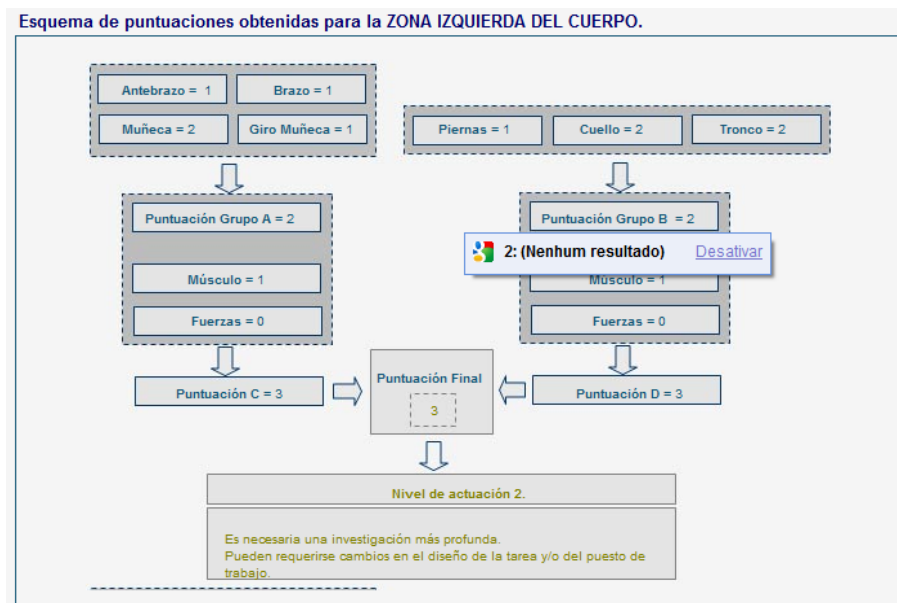 Esquema de puntuaciones obtenidas para la ZONA IZQUIERDA DEL CUERPO.
Antebrazo = 1
Brazo = 1
Muñeca = 2
Giro Muñeca = 1
Piernas = 1
Cuello = 2
Tronco = 2
Puntuación Grupo A = 2
Músculo = 1
Fuerzas = 0
Puntuación Grupo B = 2
2: (Nenhum resultado) Desativar
Músculo = 1
Fuerzas = 0
Puntuación C = 3
Puntuación Final
3
Puntuación D = 3
Nivel de actuación 2.
Es necesaria una investigación más profunda.
Pueden requerirse cambios en el diseño de la tarea y/o del puesto de
trabajo.